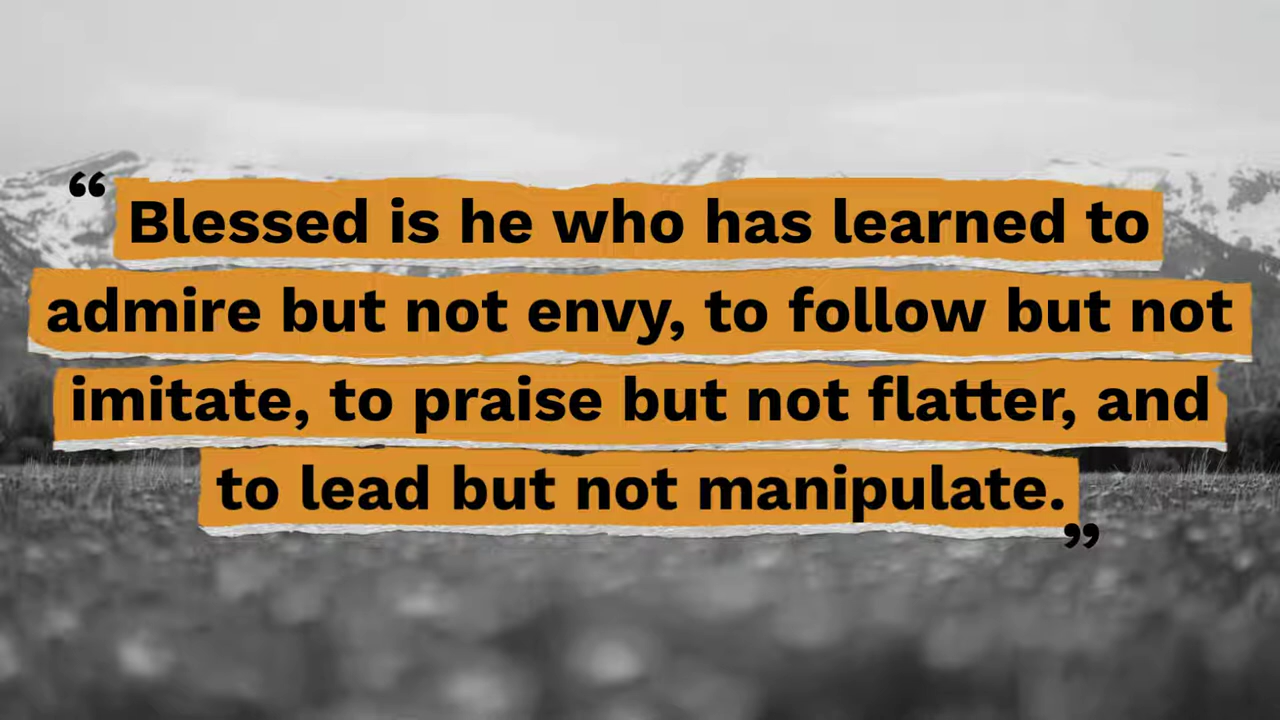 “Blessed is he who has learned to
admire but not envy, to follow but not
imitate, to praise but not flatter, and
to lead but not manipulate.”